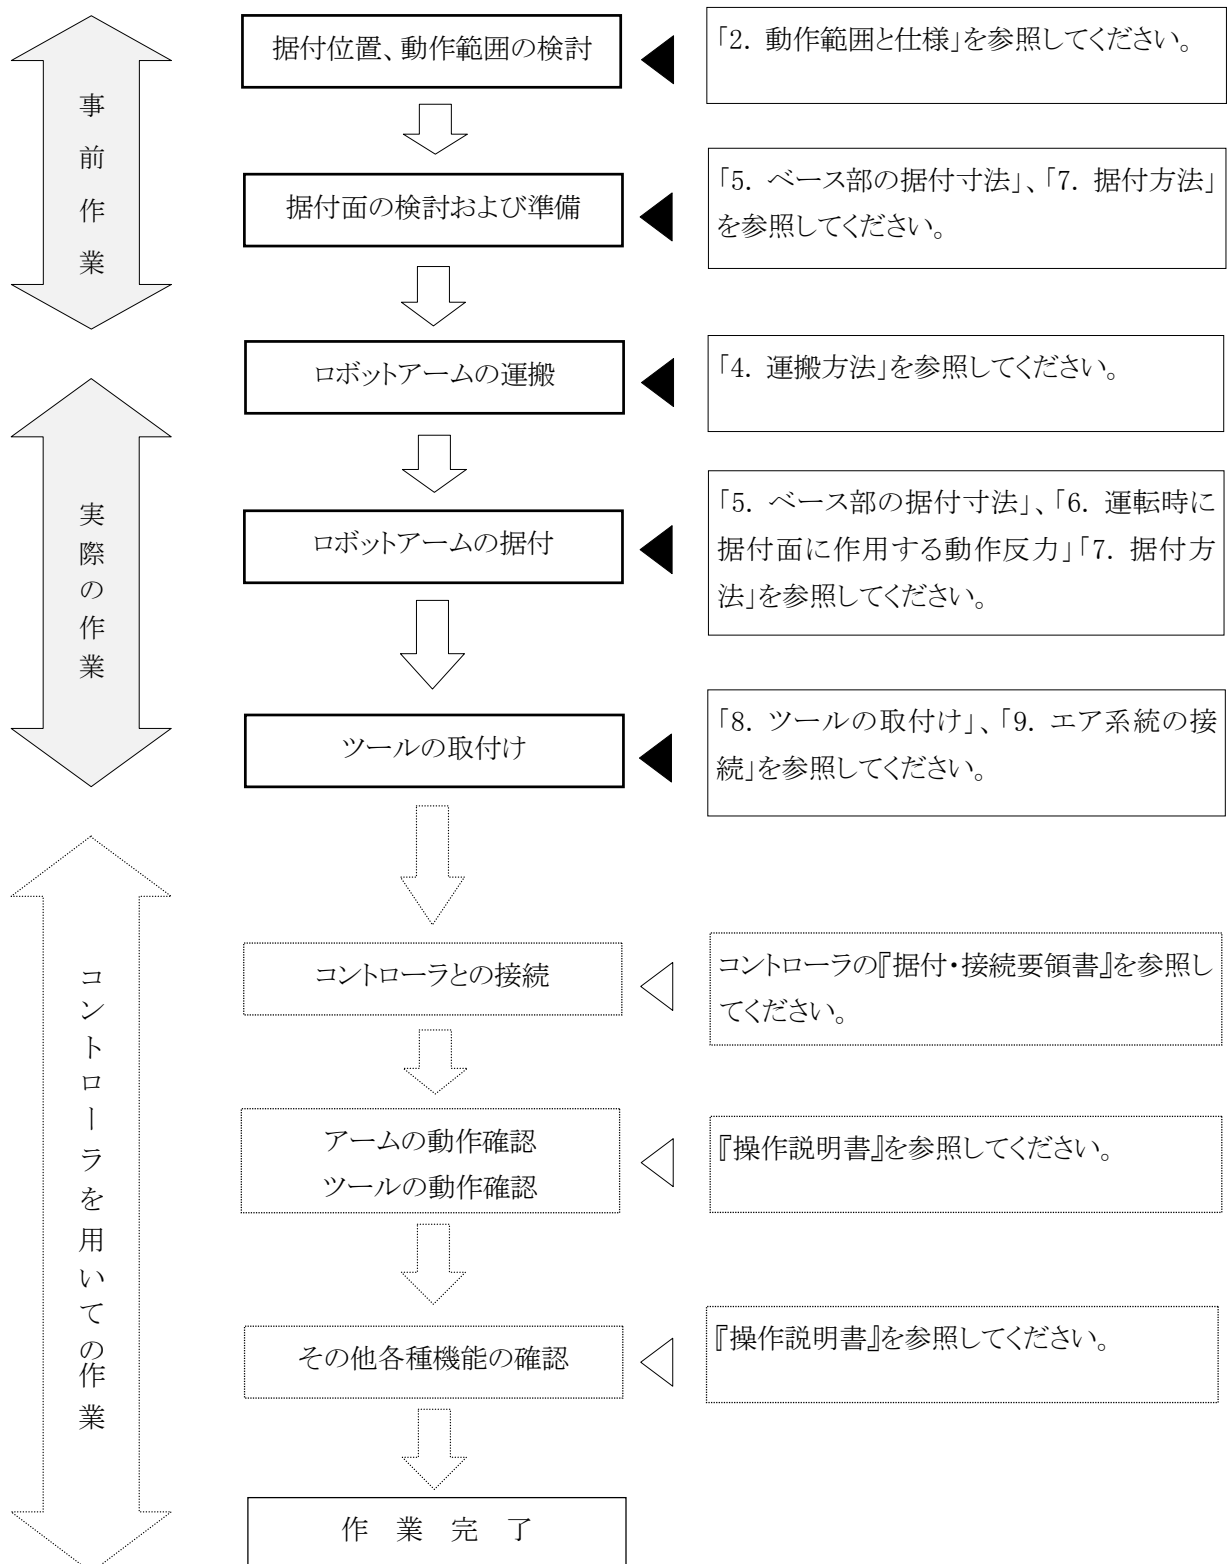 事前作業
据付位置、動作範囲の検討
「2. 動作範囲と仕様」を参照してください。
据付面の検討および準備
「5. ベース部の据付寸法」、「7. 据付方法」
を参照してください。
実際の作業
ロボットアームの運搬
「4. 運搬方法」を参照してください。
ロボットアームの据付
「5. ベース部の据付寸法」、「6. 運転時に
据付面に作用する動作反力」「7. 据付方
法」を参照してください。
ツールの取付け
「8. ツールの取付け」、「9. エア系統の接
続」を参照してください。
コントローラを用いての作業
コントローラとの接続
コントローラの『据付・接続要領書』を参照し
てください。
アームの動作確認
ツールの動作確認
『操作説明書』を参照してください。
その他各種機能の確認
『操作説明書』を参照してください。
作 業 完 了